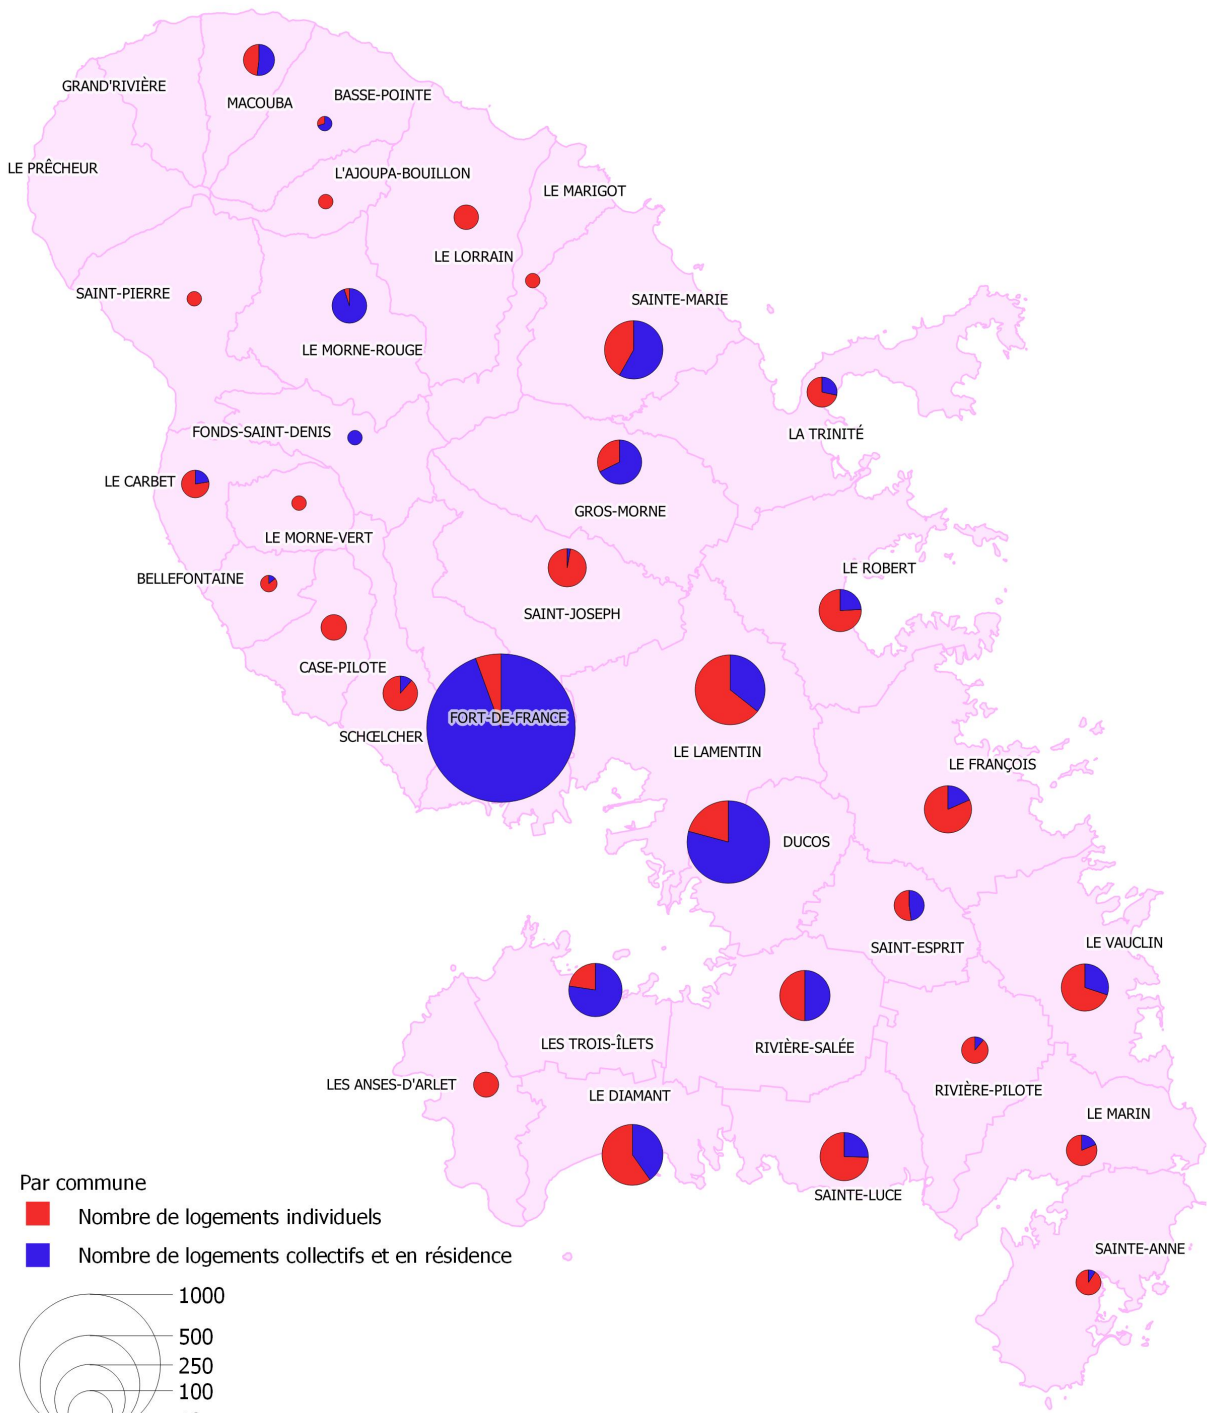 GRAND'RIVIÈRE
MACOUBA
BASSE-POINTE
LE PRÊCHEUR
L'AJOUPA-BOUILLON
LE MARIGOT
LE LORRAIN
SAINT-PIERRE
SAINTE-MARIE
LE MORNE-ROUGE
FONDS-SAINT-DENIS
LA TRINITÉ
LE CARBET
GROS-MORNE
LE MORNE-VERT
BELLEFONTAINE
LE ROBERT
SAINT-JOSEPH
CASE-PILOTE
FORT-DE-FRANCE
SCHŒLCHER
LE LAMENTIN
LE FRANÇOIS
DUCOS
SAINT-ESPRIT
LE VAUCLIN
LES TROIS-ÎLETS
RIVIÈRE-SALÉE
LES ANSES-D'ARLET
LE DIAMANT
RIVIÈRE-PILOTE
LE MARIN
SAINTE-LUCE
SAINTE-ANNE
Par commune
Nombre de logements individuels
Nombre de logements collectifs et en résidence
1000
500
250
100